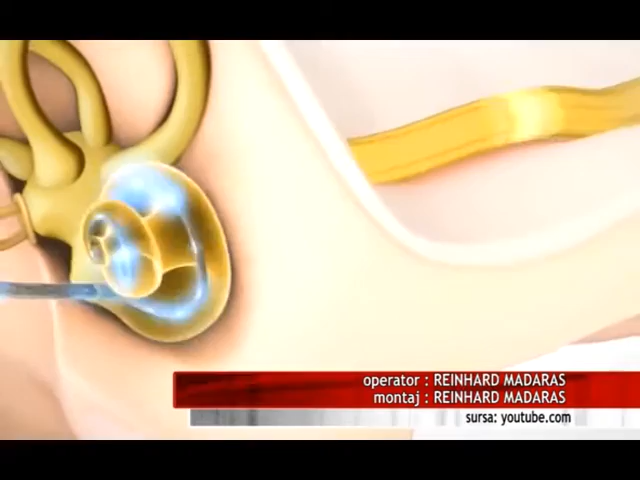 operator : REINHARD MADARAS
montaj : REINHARD MADARAS
sursa: youtube.com